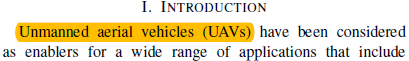 I. INTRODUCTION
Unmanned aerial vehicles (UAVs) have been considered
as enablers for a wide range of applications that include